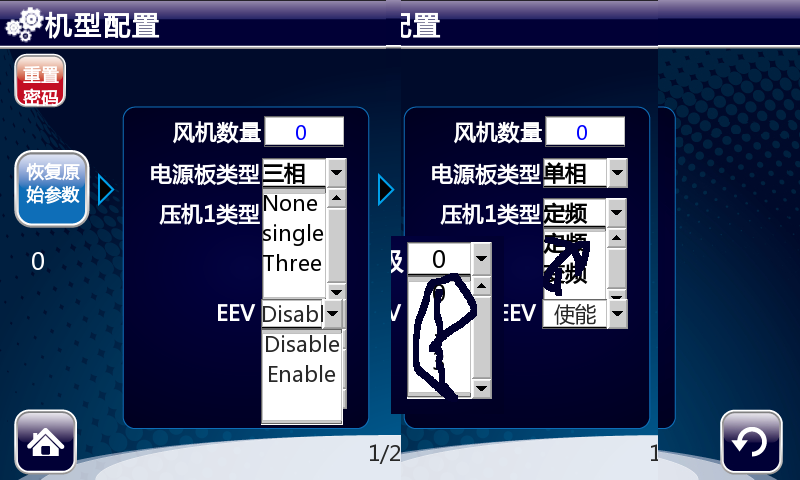 机型配置
配置
重置
密码
风机数量 0
风机数量 0
恢复原
始参数
电源板类型 三相
电源板类型 单相
None
single
Three
压机1类型
压机1类型 定频
定频
0
级 0
EEV Disabl
Disable
Enable
EEV 使能
1/2
1